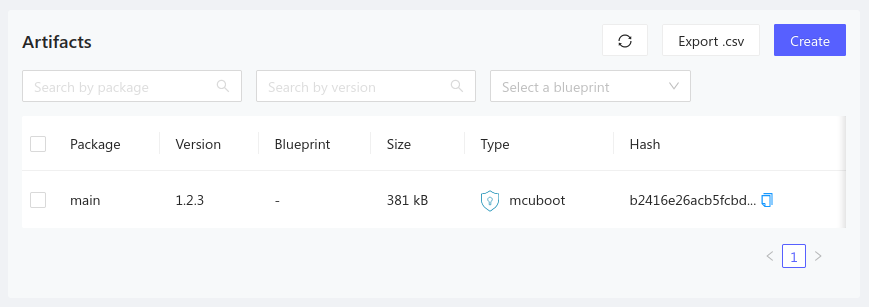 Artifacts
Export .csv
Create
Search by package
Search by version
Select a blueprint
Package Version Blueprint Size Type Hash
main 1.2.3 - 381 kB mcuboot b2416e26acb5fcbd...
1